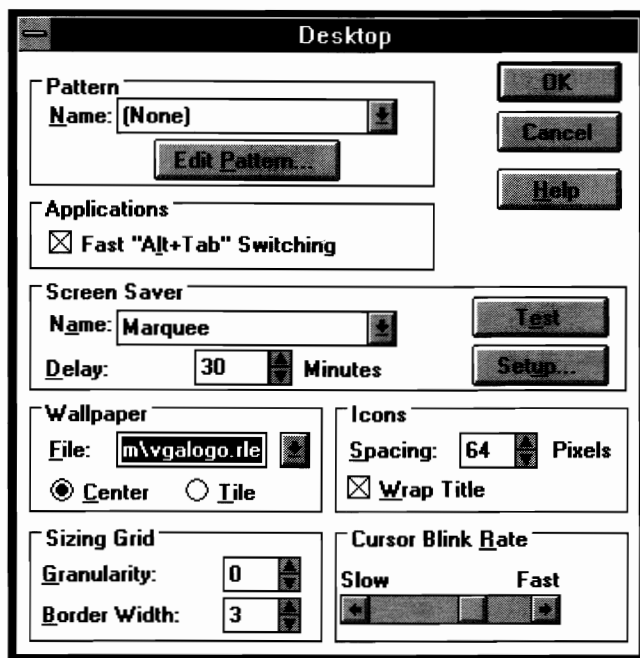 Desktop
Pattern
Name: (None)
Edit Pattern...
OK
Cancel
Help
Applications
Fast "Alt+Tab" Switching
Screen Saver
Name: Marquee
Delay: 30 Minutes
Test
Setup...
Wallpaper
File: m\vgalogo.rle
Center Tile
Icons
Spacing: 64 Pixels
Wrap Title
Sizing Grid
Granularity: 0
Border Width: 3
Cursor Blink Rate
Slow Fast